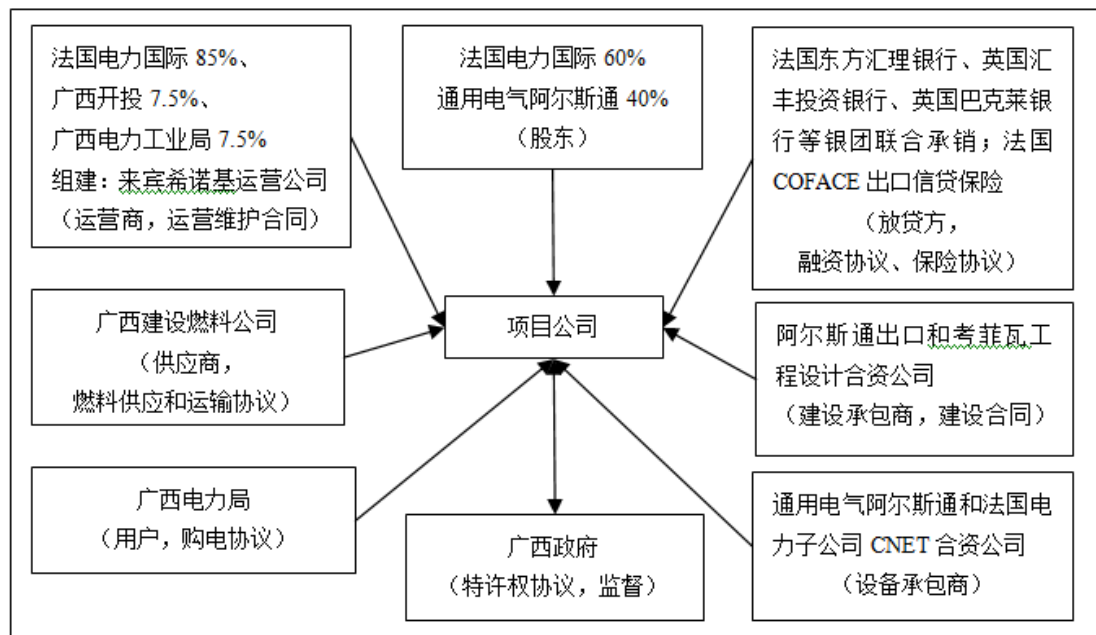 法国电力国际 85%、
广西开投 7.5%、
广西电力工业局 7.5%
组建：来宾希诺基运营公司
（运营商，运营维护合同）
法国电力国际 60%
通用电气阿尔斯通 40%
（股东）
法国东方汇理银行、英国汇
丰投资银行、英国巴克莱银
行等银团联合承销；法国
COFACE 出口信贷保险
（放贷方，
融资协议、保险协议）
广西建设燃料公司
（供应商，
燃料供应和运输协议）
项目公司
阿尔斯通出口和考菲瓦工
程设计合资公司
（建设承包商，建设合同）
广西电力局
（用户，购电协议）
广西政府
（特许权协议，监督）
通用电气阿尔斯通和法国电
力子公司 CNET 合资公司
（设备承包商）